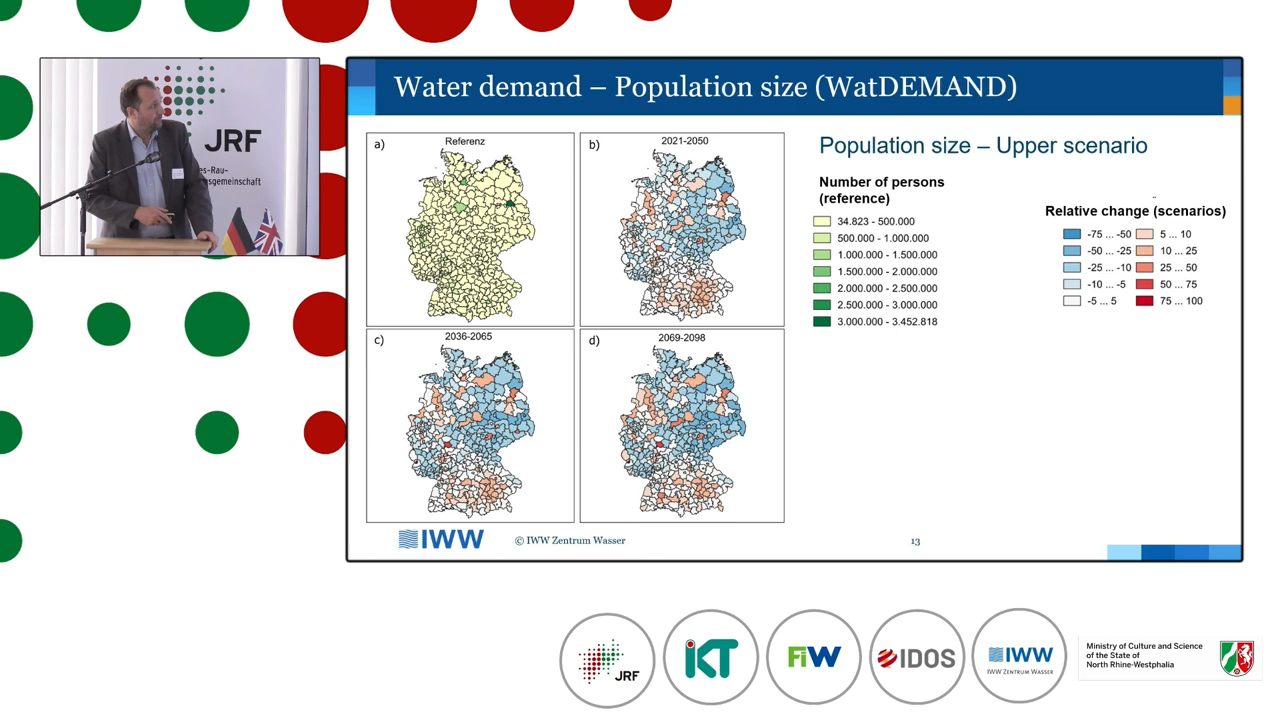 JRF
es-Rau-
sgemeinschaft
Water demand – Population size (WatDEMAND)
a)
Referenz
b)
2021-2050
c)
2036-2065
d)
2069-2098
Population size – Upper scenario
Number of persons
(reference)
34.823 - 500.000
500.000 - 1.000.000
1.000.000 - 1.500.000
1.500.000 - 2.000.000
2.000.000 - 2.500.000
2.500.000 - 3.000.000
3.000.000 - 3.452.818
Relative change (scenarios)
-75 ... -50
5 ... 10
-50 ... -25
10 ... 25
-25 ... -10
25 ... 50
-10 ... -5
50 ... 75
-5 ... 5
75 ... 100
IWW
© IWW Zentrum Wasser
13
JRF
iKT
FiW
IDOS
IWW
IWW ZENTRUM WASSER
Ministry of Culture and Science
of the State of
North Rhine-Westphalia